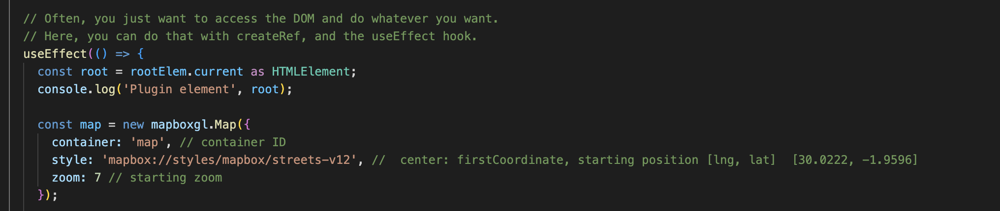 // Often, you just want to access the DOM and do whatever you want.
// Here, you can do that with createRef, and the useEffect hook.
useEffect(() => {
const root = rootElem.current as HTMLElement;
console.log('Plugin element', root);
const map = new mapboxgl.Map({
container: 'map', // container ID
style: 'mapbox://styles/mapbox/streets-v12', //  center: firstCoordinate, starting position [lng, lat]  [30.0222, -1.9596]
zoom: 7 // starting zoom
});